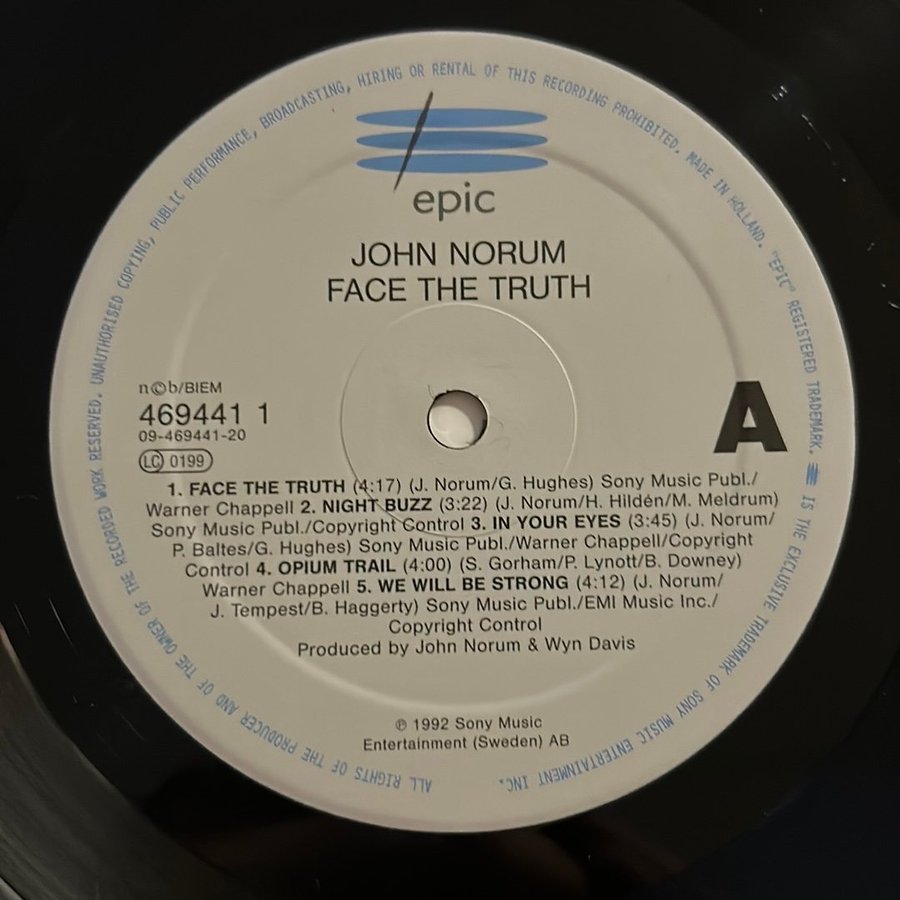 epic
JOHN NORUM
FACE THE TRUTH
n©b/BIEM
469441 1
09-469441-20
LC 0199
A
1. FACE THE TRUTH (4:17) (J. Norum/G. Hughes) Sony Music Publ./
Warner Chappell 2. NIGHT BUZZ (3:22) (J. Norum/H. Hildén/M. Meldrum)
Sony Music Publ./Copyright Control 3. IN YOUR EYES (3:45) (J. Norum/
P. Baltes/G. Hughes) Sony Music Publ./Warner Chappell/Copyright
Control 4. OPIUM TRAIL (4:00) (S. Gorham/P. Lynott/B. Downey)
Warner Chappell 5. WE WILL BE STRONG (4:12) (J. Norum/
J. Tempest/B. Haggerty) Sony Music Publ./EMI Music Inc./
Copyright Control
Produced by John Norum & Wyn Davis
℗ 1992 Sony Music
Entertainment (Sweden) AB
ALL RIGHTS OF THE PRODUCER AND OF THE OWNER OF THE RECORDED WORK RESERVED. UNAUTHORISED COPYING, PUBLIC PERFORMANCE, BROADCASTING, HIRING OR RENTAL OF THIS RECORDING PROHIBITED. MADE IN HOLLAND. "EPIC" REGISTERED TRADEMARK. IS THE EXCLUSIVE TRADEMARK OF SONY MUSIC ENTERTAINMENT INC.